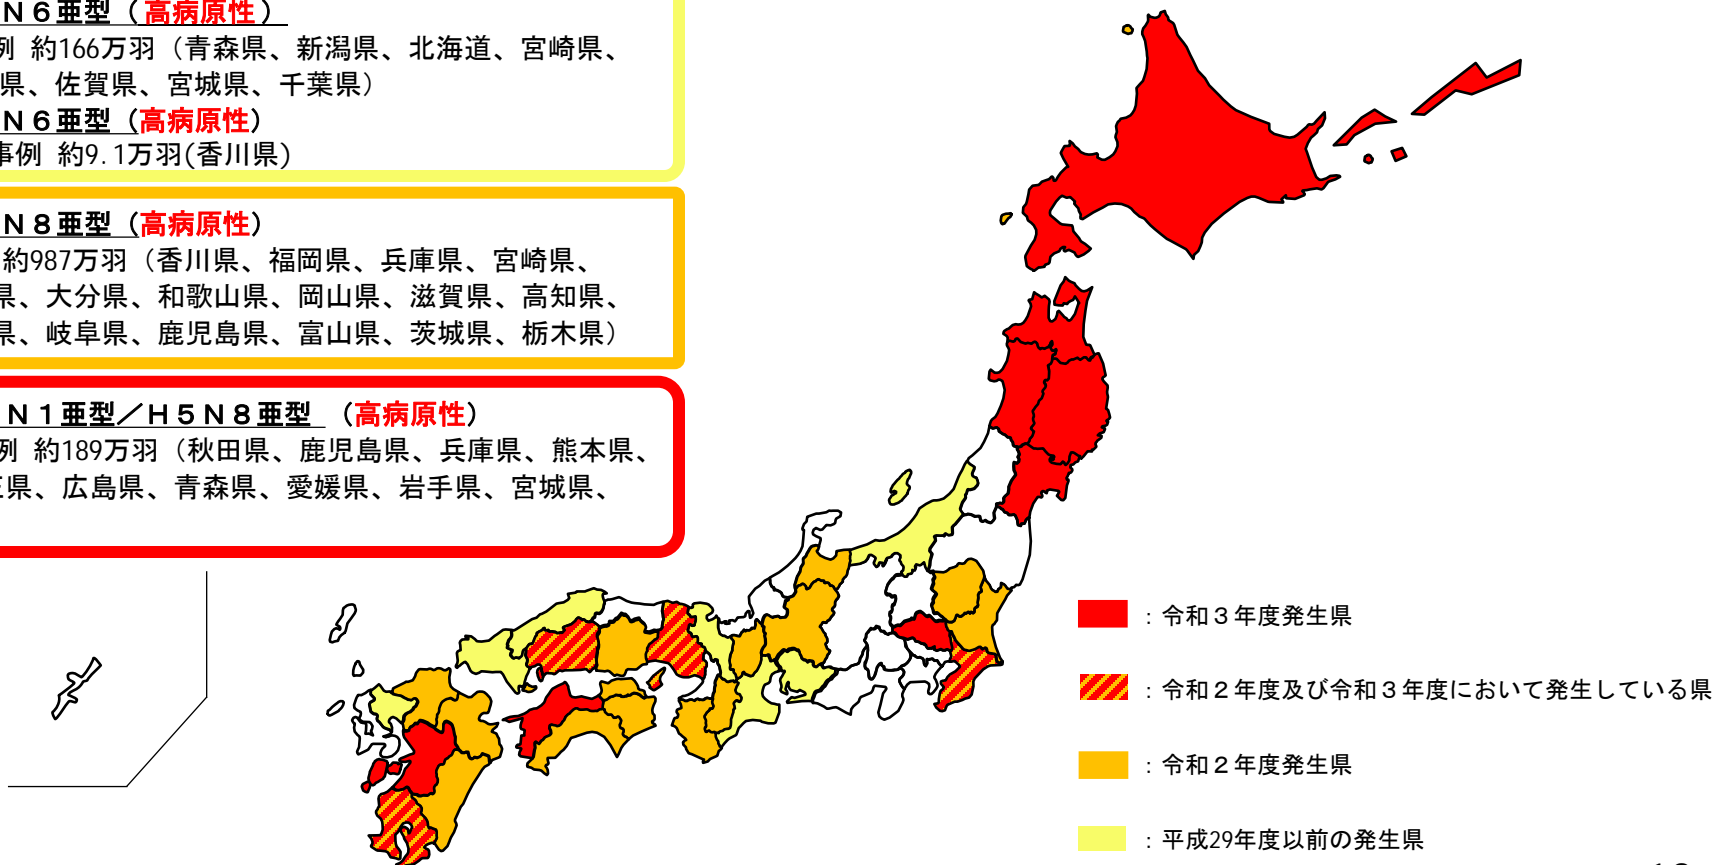 Ｎ６亜型（高病原性）
例 約166万羽（青森県、新潟県、北海道、宮崎県、
県、佐賀県、宮城県、千葉県）
Ｎ６亜型（高病原性）
事例 約9.1万羽(香川県)
Ｎ８亜型（高病原性）
約987万羽（香川県、福岡県、兵庫県、宮崎県、
県、大分県、和歌山県、岡山県、滋賀県、高知県、
県、岐阜県、鹿児島県、富山県、茨城県、栃木県）
Ｎ１亜型／Ｈ５Ｎ８亜型 （高病原性）
例 約189万羽（秋田県、鹿児島県、兵庫県、熊本県、
県、広島県、青森県、愛媛県、岩手県、宮城県、
：令和３年度発生県
：令和２年度及び令和３年度において発生している県
：令和２年度発生県
：平成29年度以前の発生県